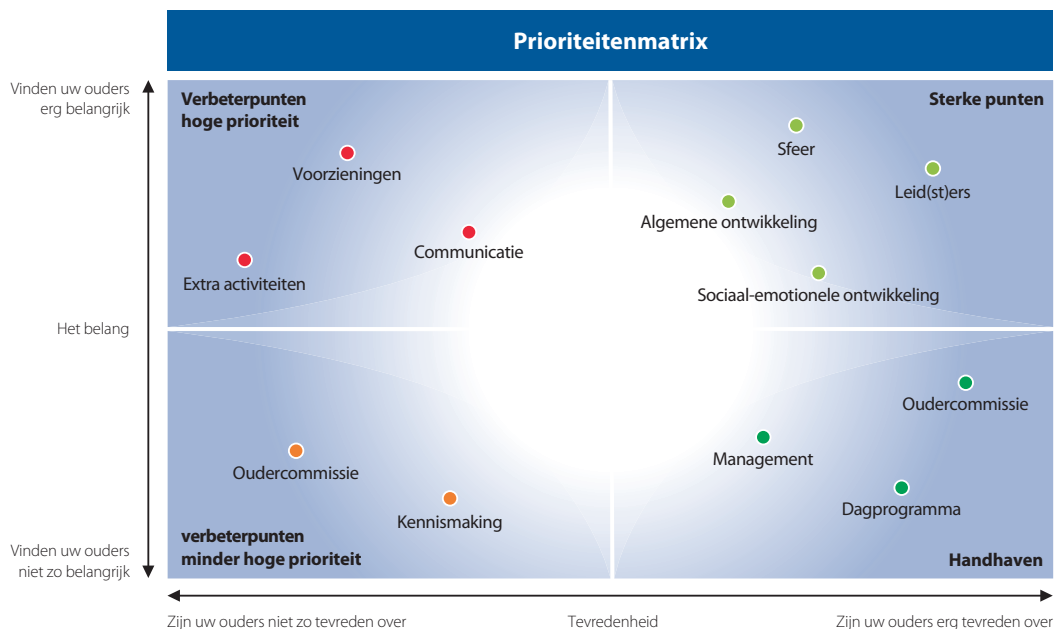 Prioriteitenmatrix
Vinden uw ouders
erg belangrijk
Verbeterpunten
hoge prioriteit
Sterke punten
Sfeer
Voorzieningen
Leid(st)ers
Algemene ontwikkeling
Communicatie
Extra activiteiten
Sociaal-emotionele ontwikkeling
Het belang
Oudercommissie
Management
Oudercommissie
Dagprogramma
Kennismaking
verbeterpunten
minder hoge prioriteit
Handhaven
Vinden uw ouders
niet zo belangrijk
Zijn uw ouders niet zo tevreden over
Tevredenheid
Zijn uw ouders erg tevreden over